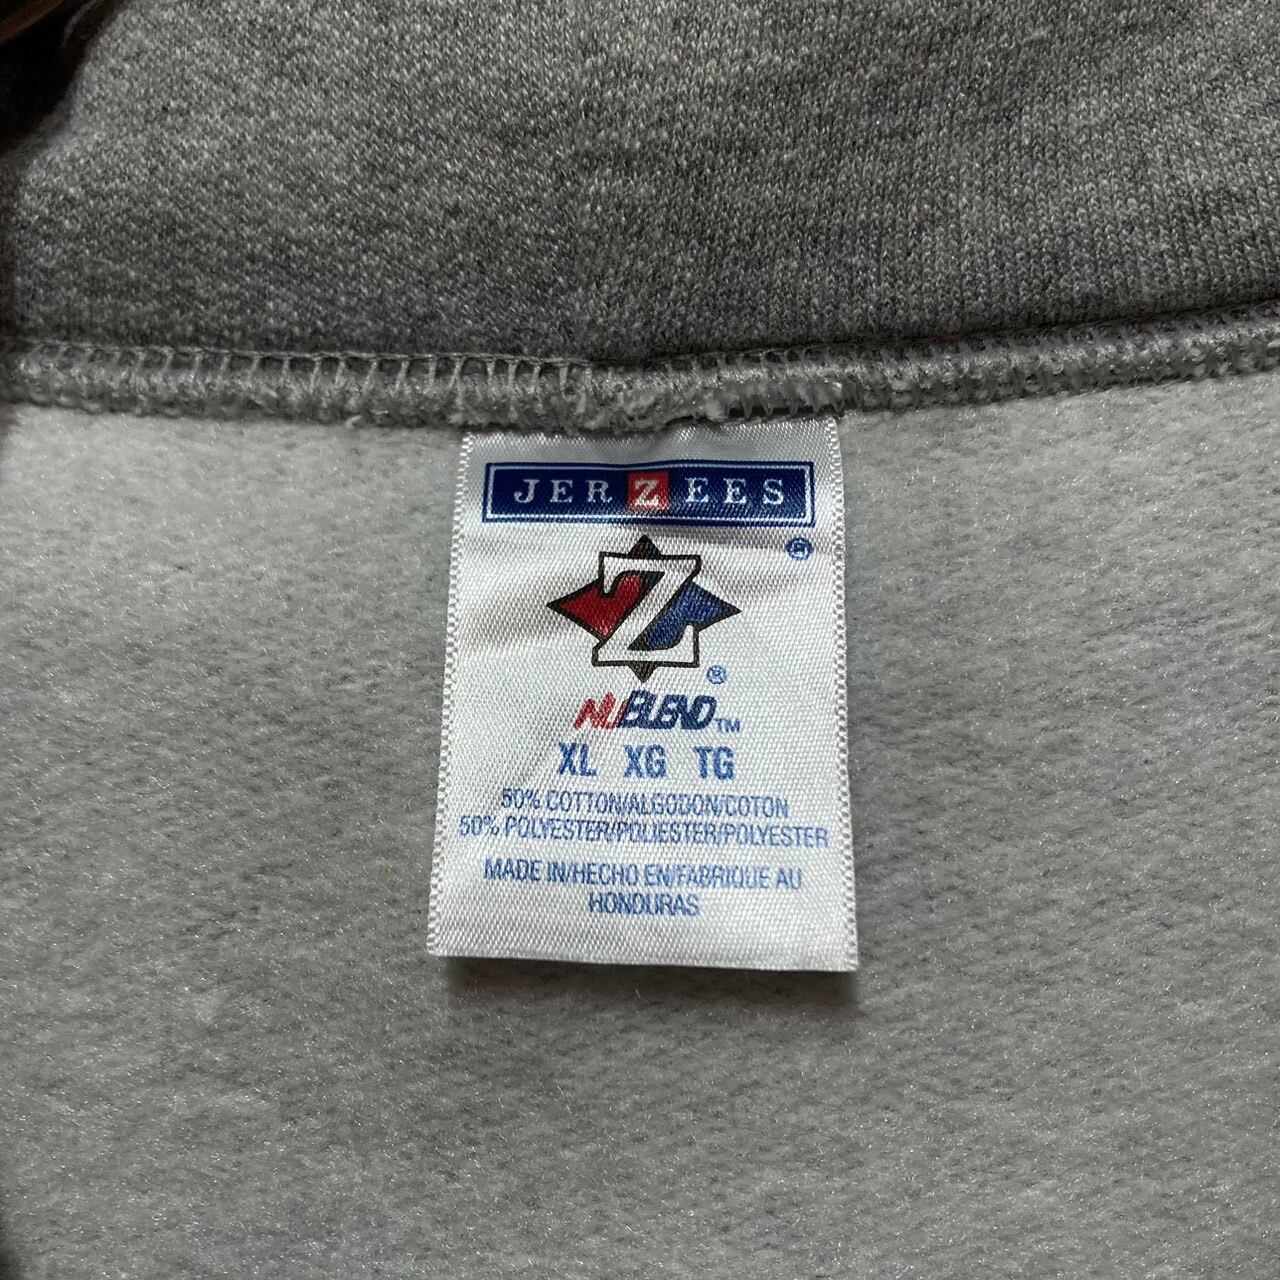 JERZEES
®
Z
®
NUBLEND™
XL XG TG
50% COTTON/ALGODON/COTON
50% POLYESTER/POLIESTER/POLYESTER
MADE IN/HECHO EN/FABRIQUE AU
HONDURAS